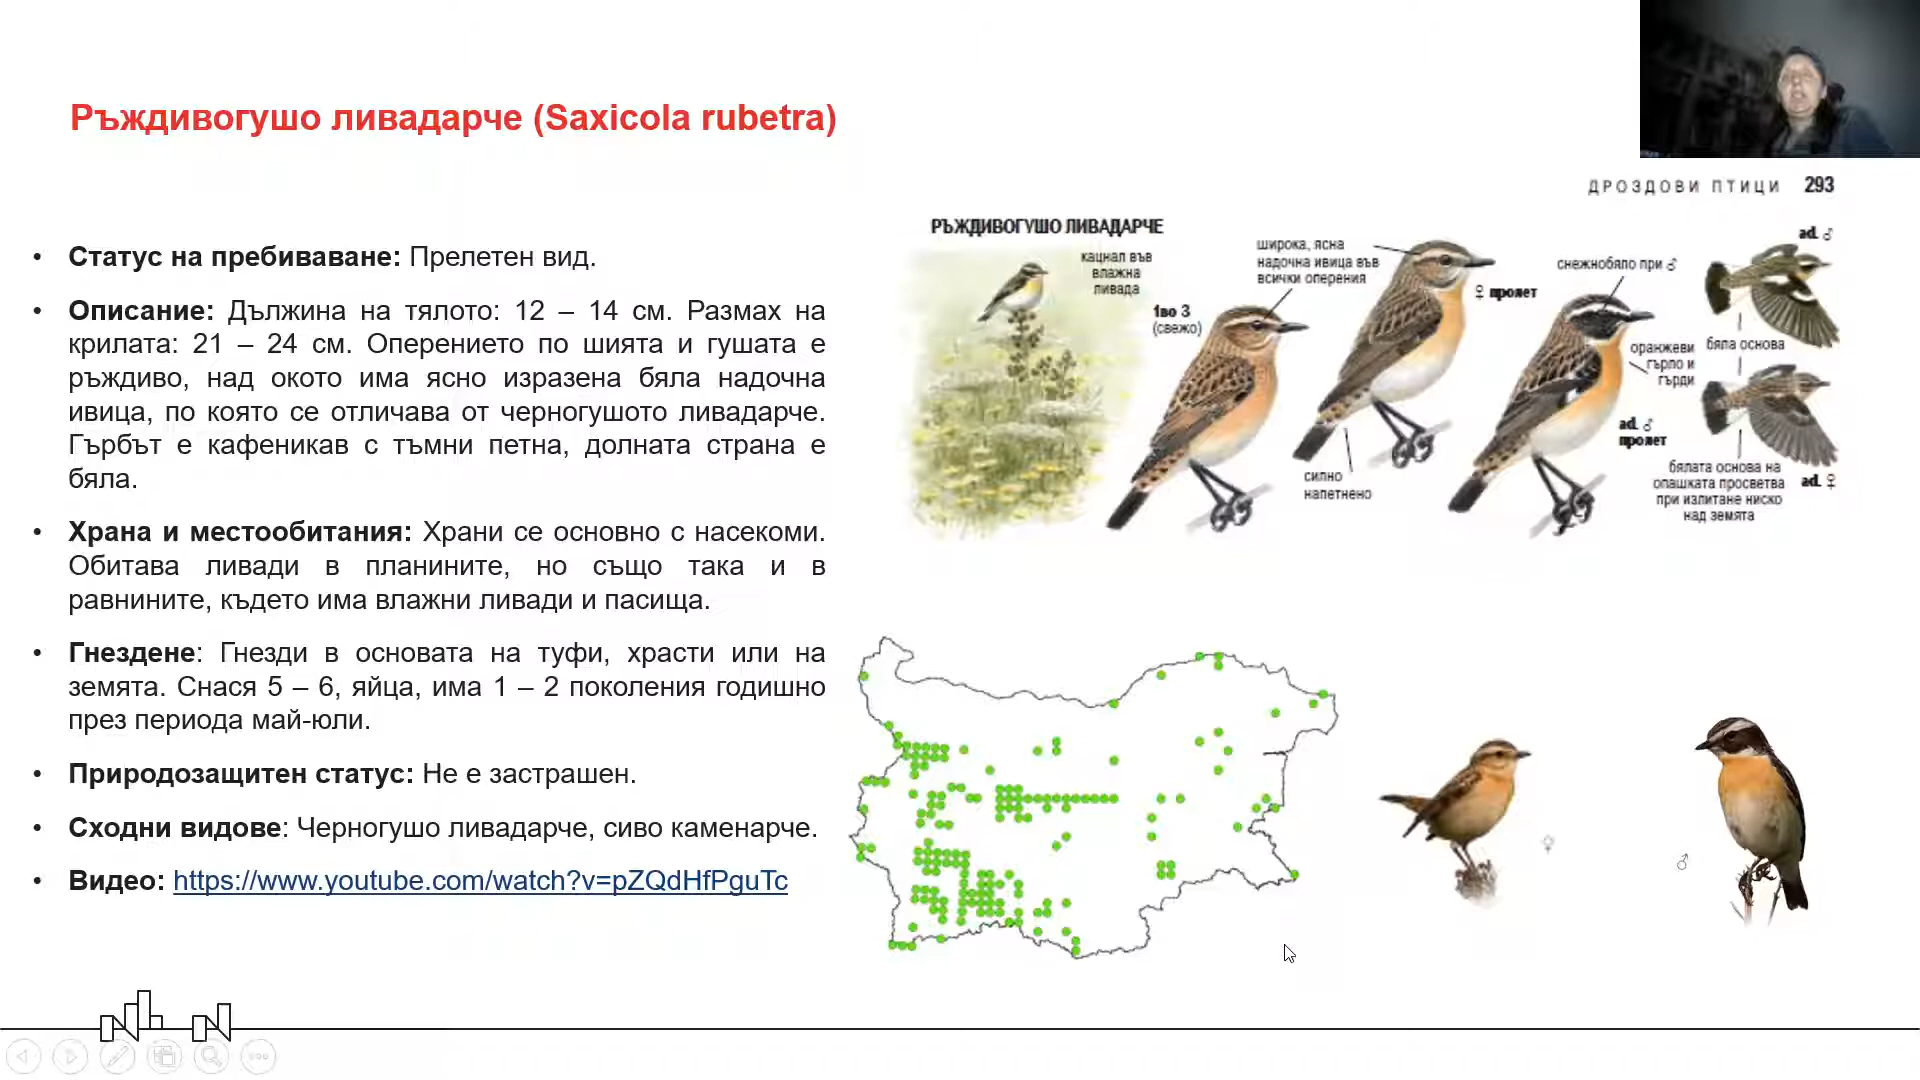 Ръждивогушо ливадарче (Saxicola rubetra)
• Статус на пребиваване: Прелетен вид.
• Описание: Дължина на тялото: 12 – 14 см. Размах на
крилата: 21 – 24 см. Оперението по шията и гушата е
ръждиво, над окото има ясно изразена бяла надочна
ивица, по която се отличава от черногушото ливадарче.
Гърбът е кафеникав с тъмни петна, долната страна е
бяла.
• Храна и местообитания: Храни се основно с насекоми.
Обитава ливади в планините, но също така и в
равнините, където има влажни ливади и пасища.
• Гнездене: Гнезди в основата на туфи, храсти или на
земята. Снася 5 – 6, яйца, има 1 – 2 поколения годишно
през периода май-юли.
• Природозащитен статус: Не е застрашен.
• Сходни видове: Черногушо ливадарче, сиво каменарче.
• Видео: https://www.youtube.com/watch?v=pZQdHfPguTc
ДРОЗДОВИ ПТИЦИ 293
РЪЖДИВОГУШО ЛИВАДАРЧЕ
кацнал във
влажна
ливада
1во 3
(свежо)
широка, ясна
надочна ивица във
всички оперения
♀ пролет
силно
напетнено
снежнобяло при ♂
оранжеви
гърло и
гърди
ad. ♂
пролет
ad. ♂
бяла основа
бялата основа на
опашката просветва
при излитане ниско
над земята
ad. ♀
♀
♂